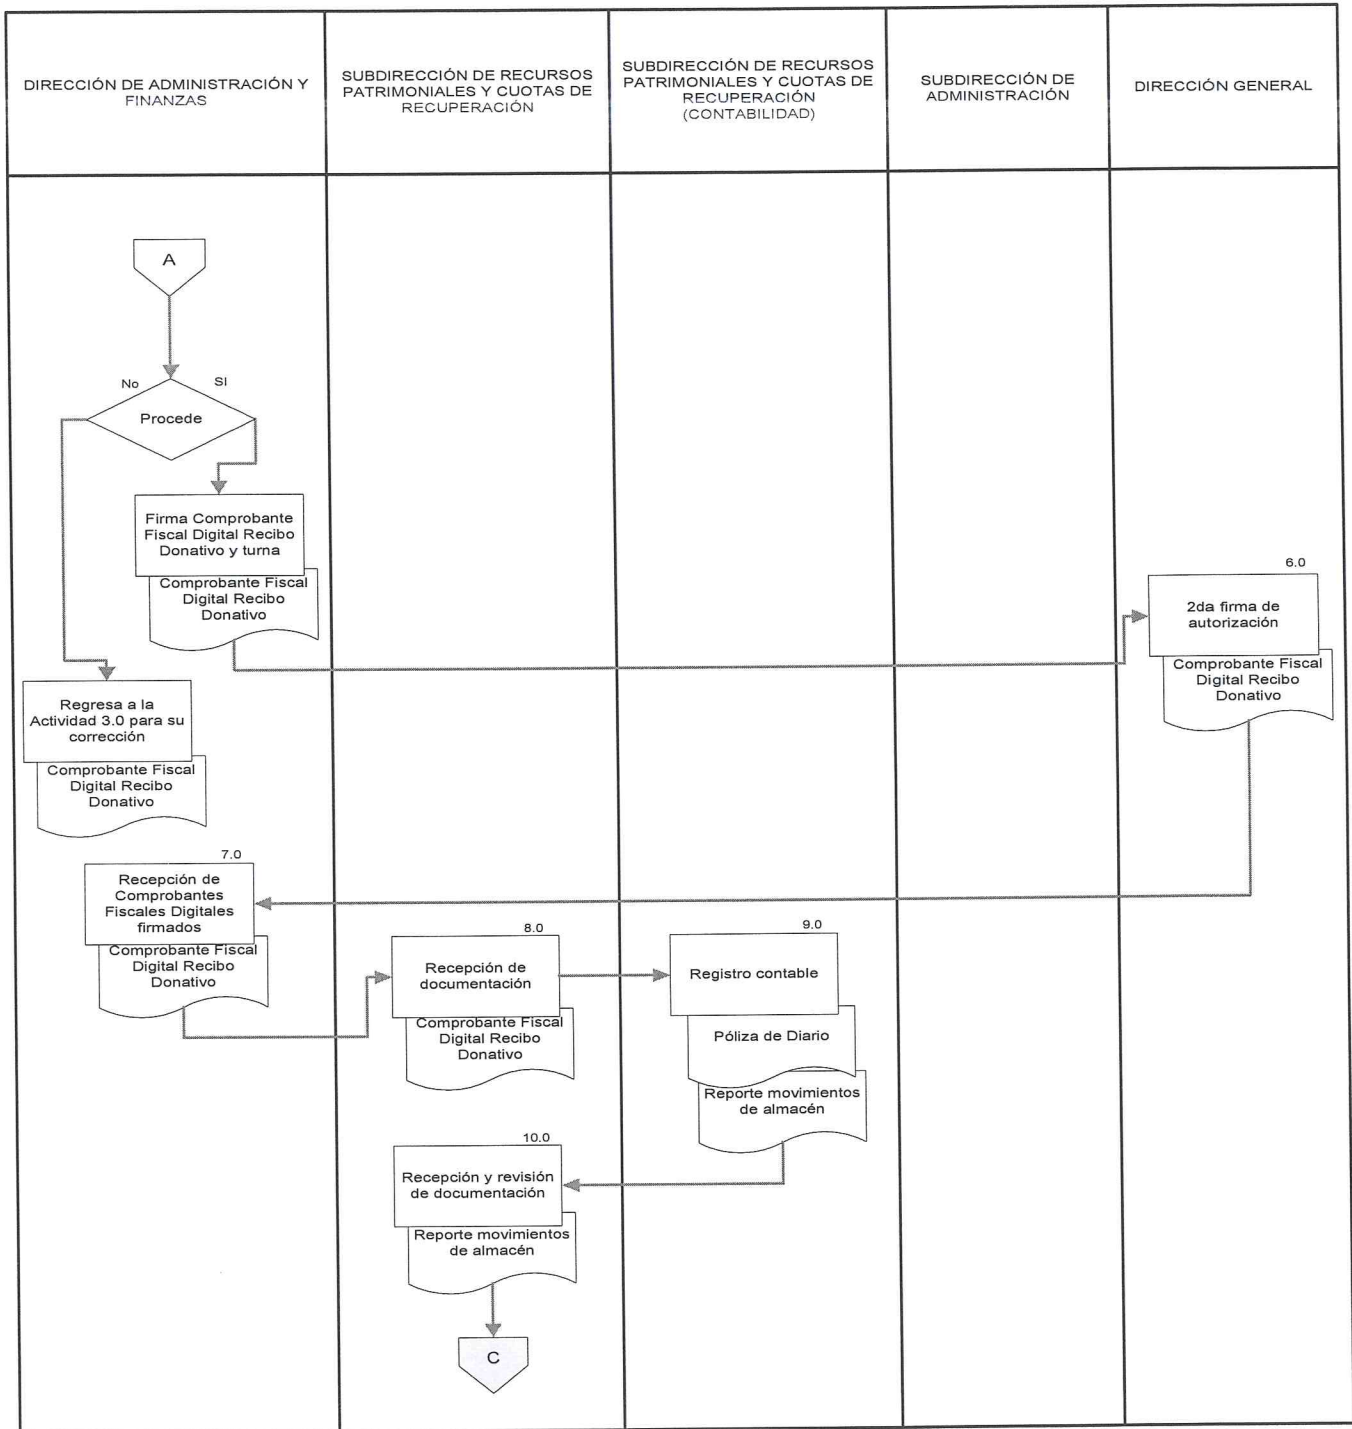 DIRECCIÓN DE ADMINISTRACIÓN Y
FINANZAS
SUBDIRECCIÓN DE RECURSOS
PATRIMONIALES Y CUOTAS DE
RECUPERACIÓN
SUBDIRECCIÓN DE RECURSOS
PATRIMONIALES Y CUOTAS DE
RECUPERACIÓN
(CONTABILIDAD)
SUBDIRECCIÓN DE
ADMINISTRACIÓN
DIRECCIÓN GENERAL
A
No
SI
Procede
Firma Comprobante
Fiscal Digital Recibo
Donativo y turna
Comprobante Fiscal
Digital Recibo
Donativo
6.0
2da firma de
autorización
Comprobante Fiscal
Digital Recibo
Donativo
Regresa a la
Actividad 3.0 para su
corrección
Comprobante Fiscal
Digital Recibo
Donativo
7.0
Recepción de
Comprobantes
Fiscales Digitales
firmados
Comprobante Fiscal
Digital Recibo
Donativo
8.0
Recepción de
documentación
Comprobante Fiscal
Digital Recibo
Donativo
9.0
Registro contable
Póliza de Diario
Reporte movimientos
de almacén
10.0
Recepción y revisión
de documentación
Reporte movimientos
de almacén
C